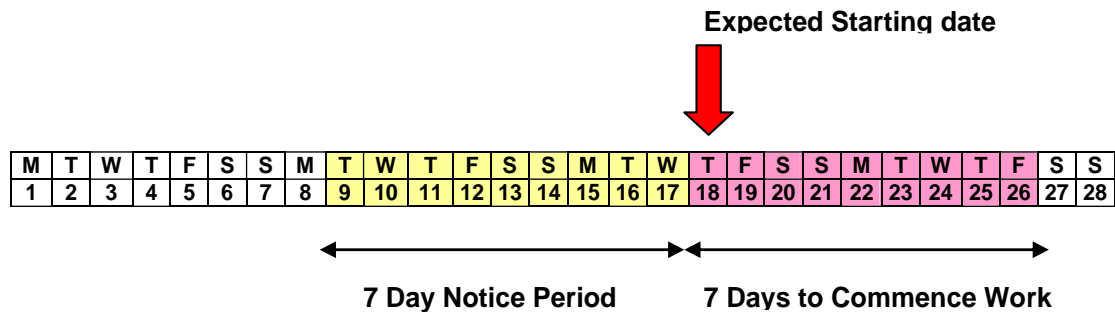 Expected Starting date
M T W T F S S M T W T F S S M T W T F S S M T W T F S S
1 2 3 4 5 6 7 8 9 10 11 12 13 14 15 16 17 18 19 20 21 22 23 24 25 26 27 28
7 Day Notice Period 7 Days to Commence Work